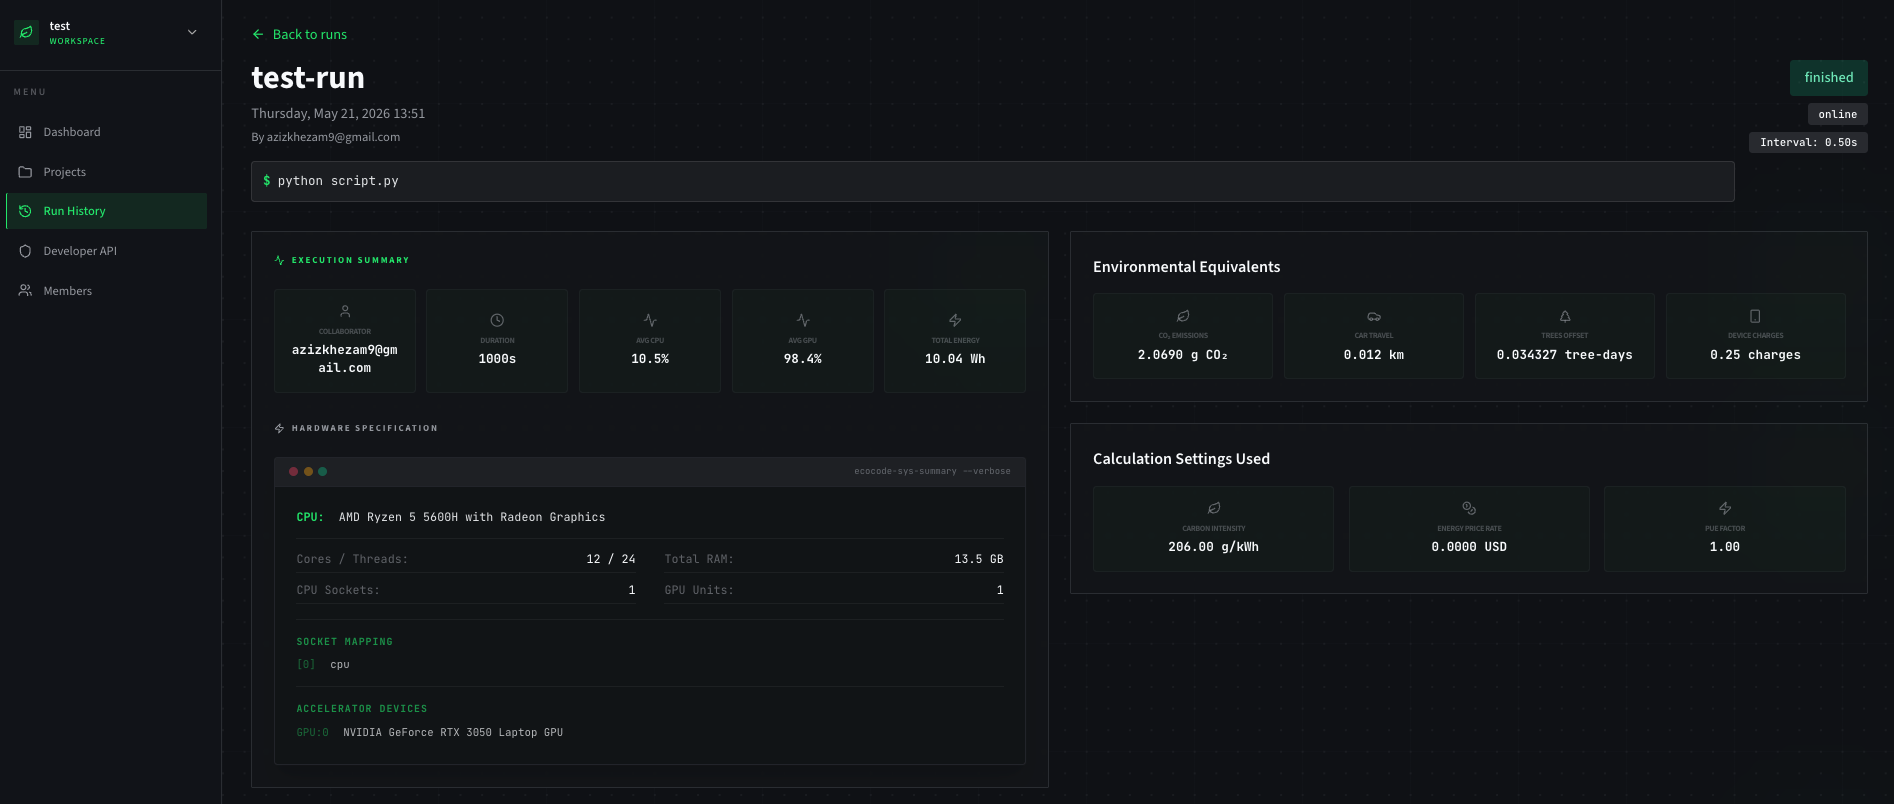 test
WORKSPACE
MENU
Dashboard
Projects
Run History
Developer API
Members
Back to runs
test-run
Thursday, May 21, 2026 13:51
By azizkhezam9@gmail.com
finished
online
Interval: 0.50s
$ python script.py
EXECUTION SUMMARY
COLLABORATOR
azizkhezam9@gm
ail.com
DURATION
1000s
AVG CPU
10.5%
AVG GPU
98.4%
TOTAL ENERGY
10.04 Wh
HARDWARE SPECIFICATION
ecocode-sys-summary --verbose
CPU: AMD Ryzen 5 5600H with Radeon Graphics
Cores / Threads: 12 / 24
Total RAM: 13.5 GB
CPU Sockets: 1
GPU Units: 1
SOCKET MAPPING
[0] cpu
ACCELERATOR DEVICES
GPU:0 NVIDIA GeForce RTX 3050 Laptop GPU
Environmental Equivalents
CO₂ EMISSIONS
2.0690 g CO₂
CAR TRAVEL
0.012 km
TREES OFFSET
0.034327 tree-days
DEVICE CHARGES
0.25 charges
Calculation Settings Used
CARBON INTENSITY
206.00 g/kWh
ENERGY PRICE RATE
0.0000 USD
PUE FACTOR
1.00